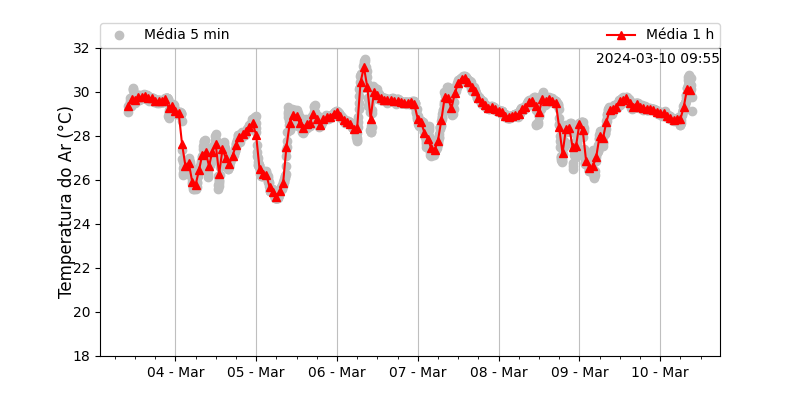 Média 5 min
Média 1 h
2024-03-10 09:55
Temperatura do Ar (°C)
32
30
28
26
24
22
20
18
04 - Mar
05 - Mar
06 - Mar
07 - Mar
08 - Mar
09 - Mar
10 - Mar